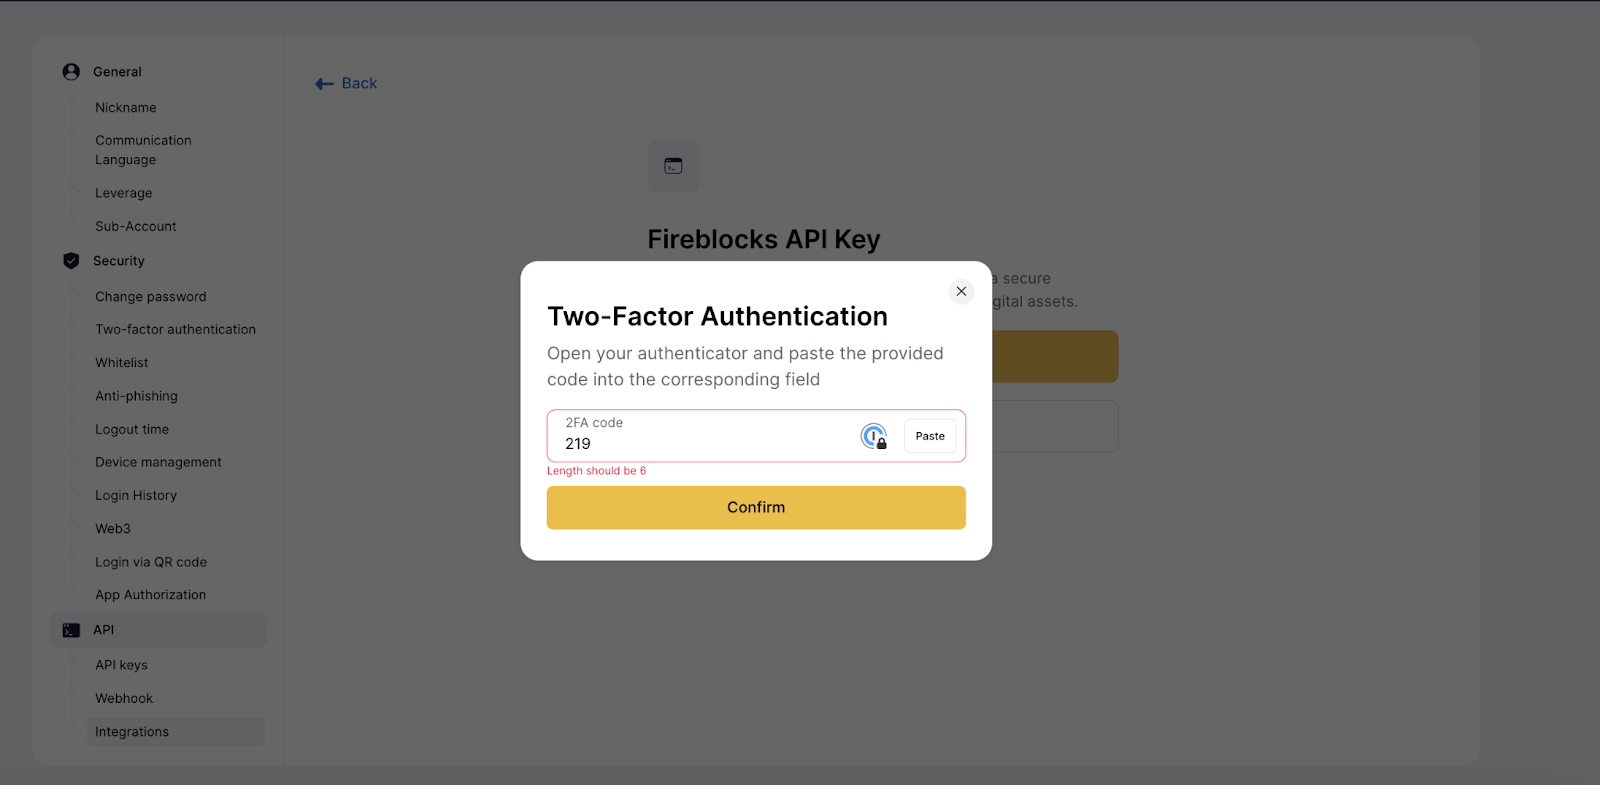 General
Nickname
Communication
Language
Leverage
Sub-Account
Security
Change password
Two-factor authentication
Whitelist
Anti-phishing
Logout time
Device management
Login History
Web3
Login via QR code
App Authorization
API
API keys
Webhook
Integrations
Back
Fireblocks API Key
a secure
gital assets.
Two-Factor Authentication
Open your authenticator and paste the provided
code into the corresponding field
2FA code
219
Paste
Length should be 6
Confirm